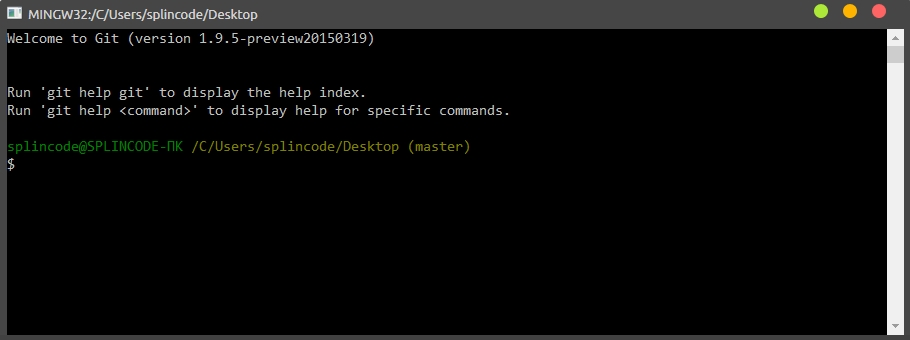 MINGW32:/C/Users/splincode/Desktop
Welcome to Git (version 1.9.5-preview20150319)
Run 'git help git' to display the help index.
Run 'git help <command>' to display help for specific commands.
splincode@SPLINCODE-ПК /C/Users/splincode/Desktop (master)
$